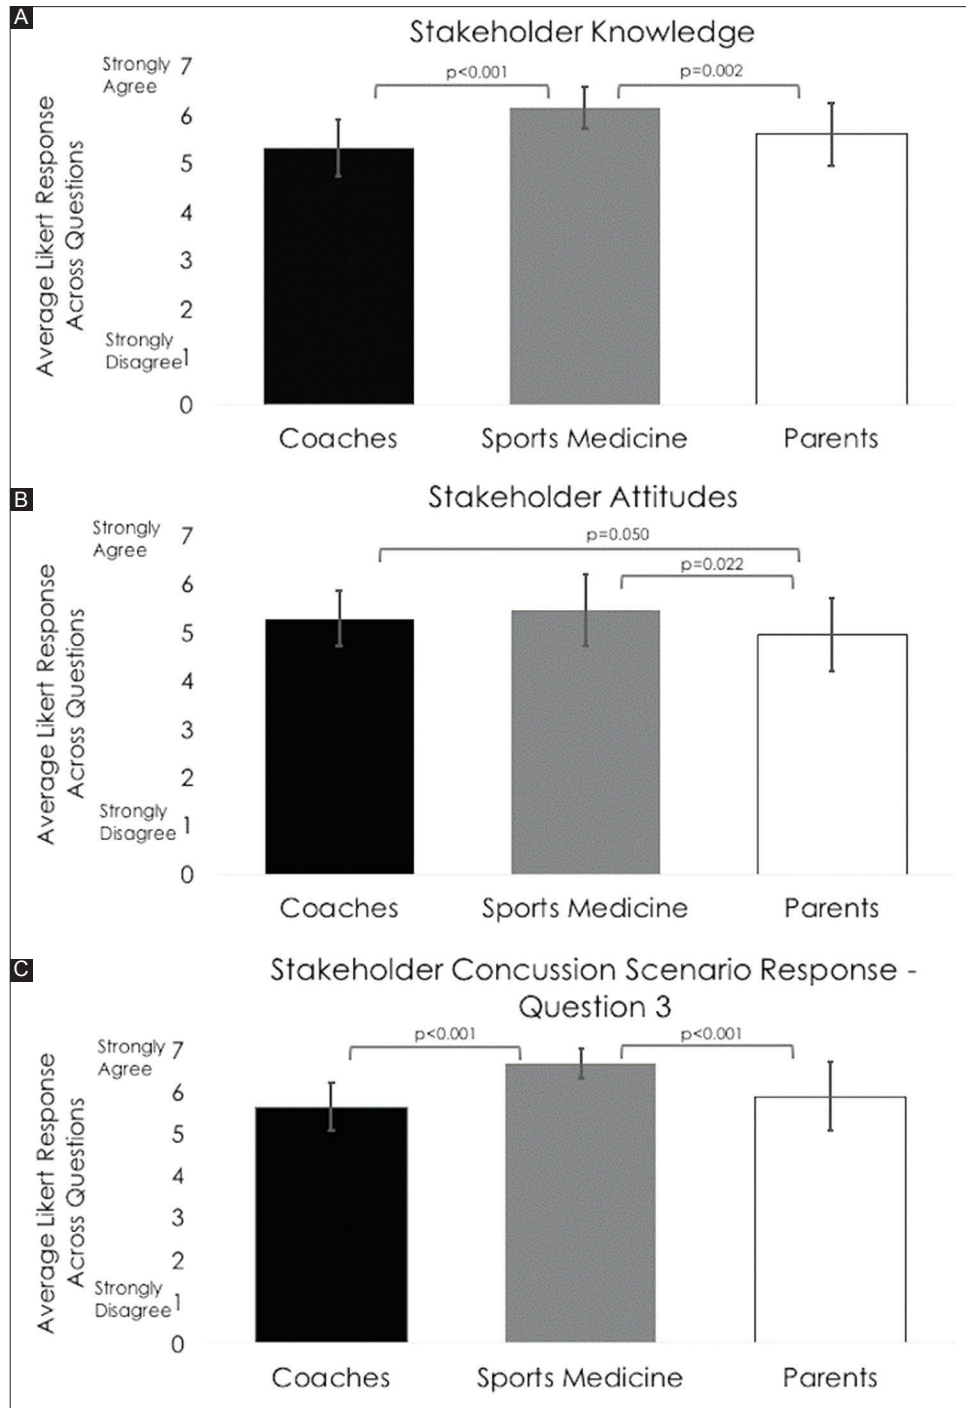 A
Stakeholder Knowledge
Strongly
Agree
7
p<0.001
p=0.002
6
5
4
3
2
Strongly
Disagree
1
0
Average Likert Response
Across Questions
Coaches
Sports Medicine
Parents
B
Stakeholder Attitudes
Strongly
Agree
7
p=0.050
p=0.022
6
5
4
3
2
Strongly
Disagree
1
0
Average Likert Response
Across Questions
Coaches
Sports Medicine
Parents
C
Stakeholder Concussion Scenario Response -
Question 3
Strongly
Agree
7
p<0.001
p<0.001
6
5
4
3
2
Strongly
Disagree
1
0
Average Likert Response
Across Questions
Coaches
Sports Medicine
Parents